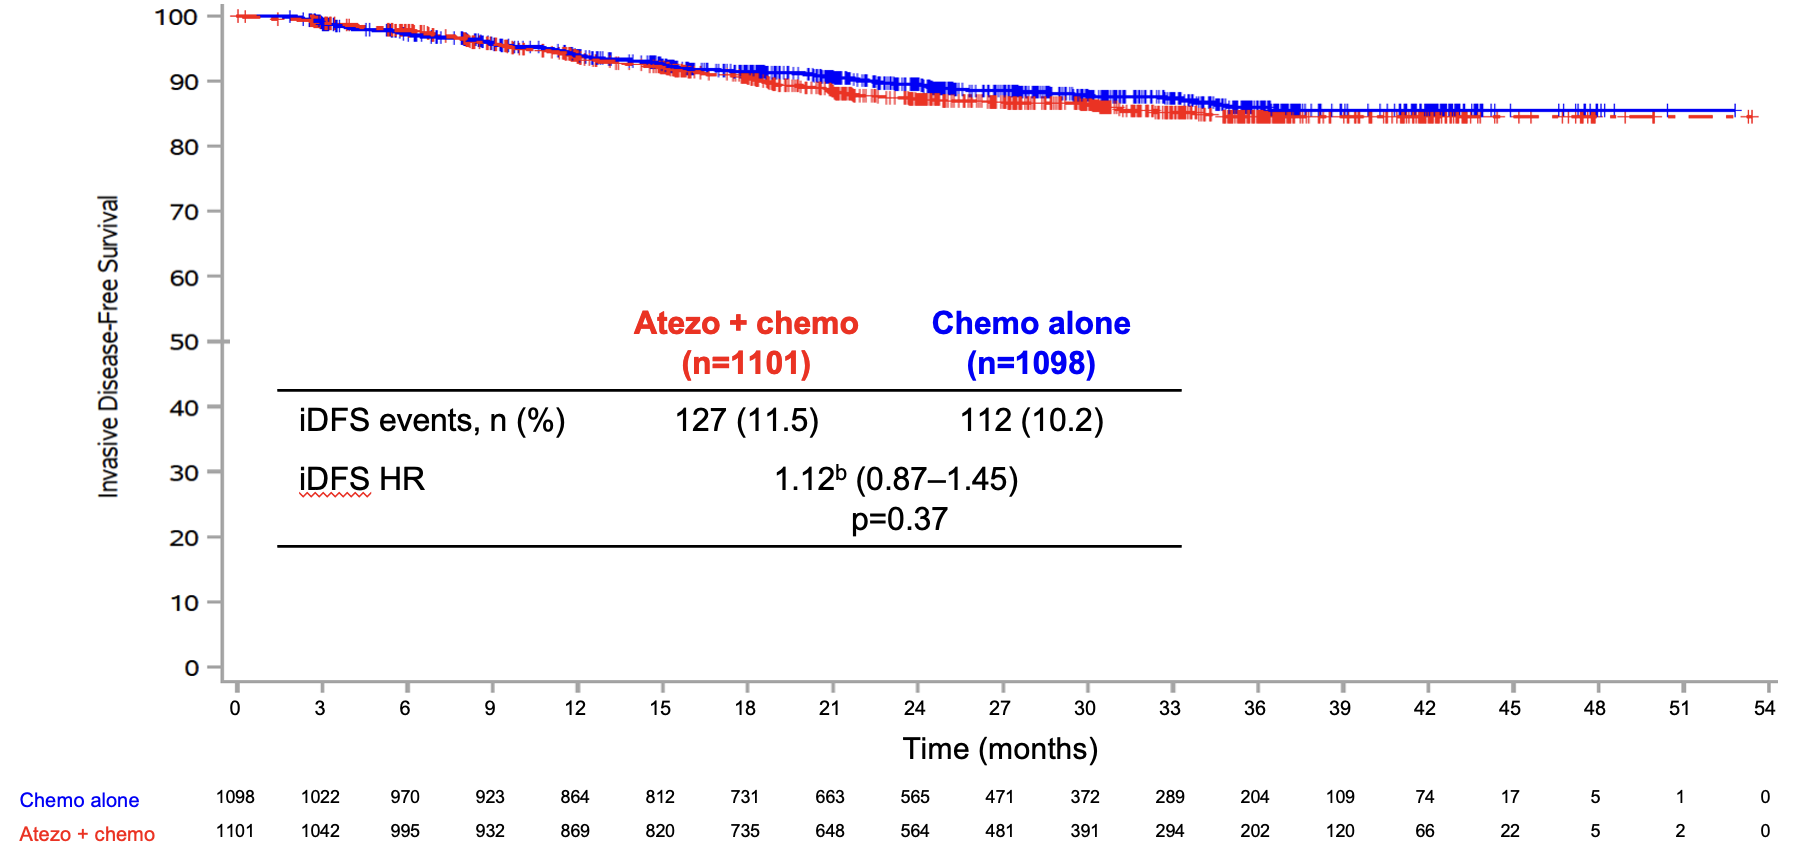 100
90
80
70
60
50
40
30
20
10
0
Invasive Disease-Free Survival
Atezo + chemo Chemo alone
(n=1101) (n=1098)
iDFS events, n (%) 127 (11.5) 112 (10.2)
iDFS HR 1.12ᵇ (0.87–1.45)
p=0.37
0 3 6 9 12 15 18 21 24 27 30 33 36 39 42 45 48 51 54
Time (months)
Chemo alone 1098 1022 970 923 864 812 731 663 565 471 372 289 204 109 74 17 5 1 0
Atezo + chemo 1101 1042 995 932 869 820 735 648 564 481 391 294 202 120 66 22 5 2 0